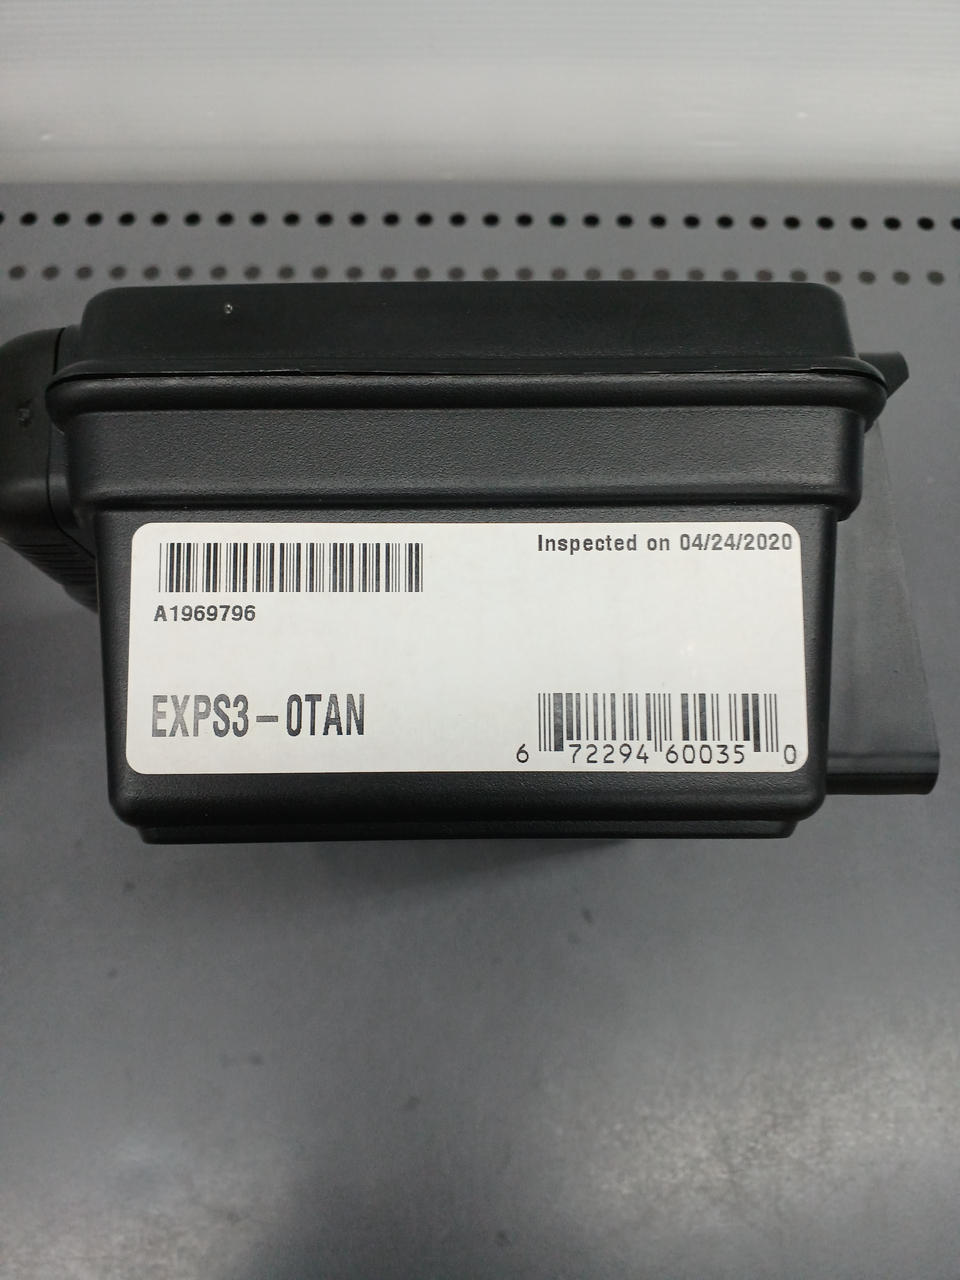 Inspected on 04/24/2020
A1969796
EXPS3-0TAN
6 72294 60035 0